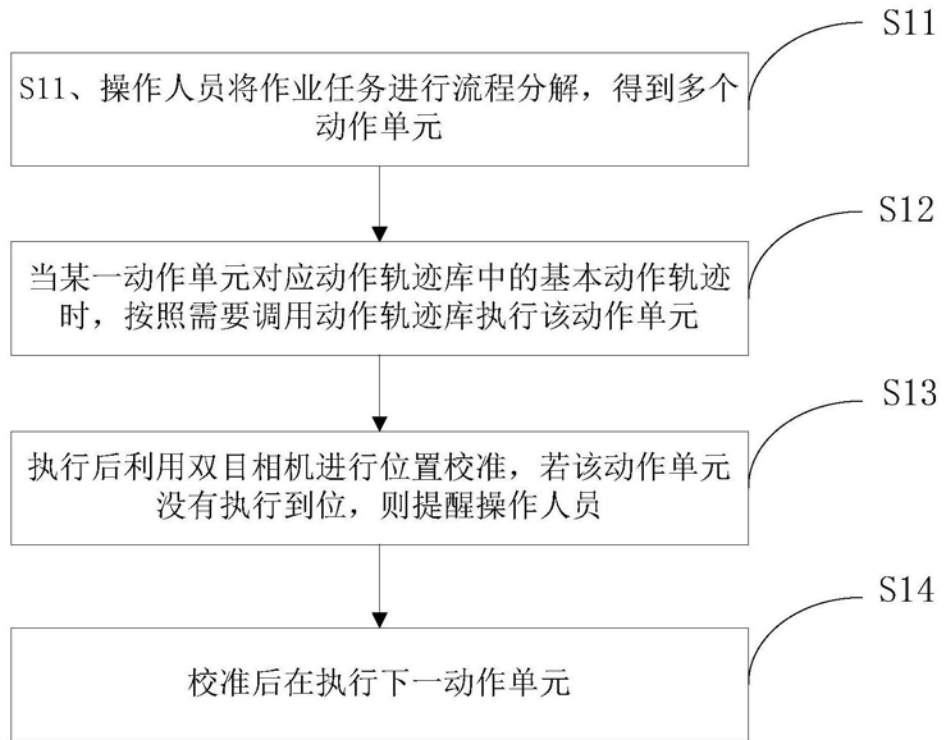 S11
S11、操作人员将作业任务进行流程分解，得到多个
动作单元
S12
当某一动作单元对应动作轨迹库中的基本动作轨迹
时，按照需要调用动作轨迹库执行该动作单元
S13
执行后利用双目相机进行位置校准，若该动作单元
没有执行到位，则提醒操作人员
S14
校准后在执行下一动作单元